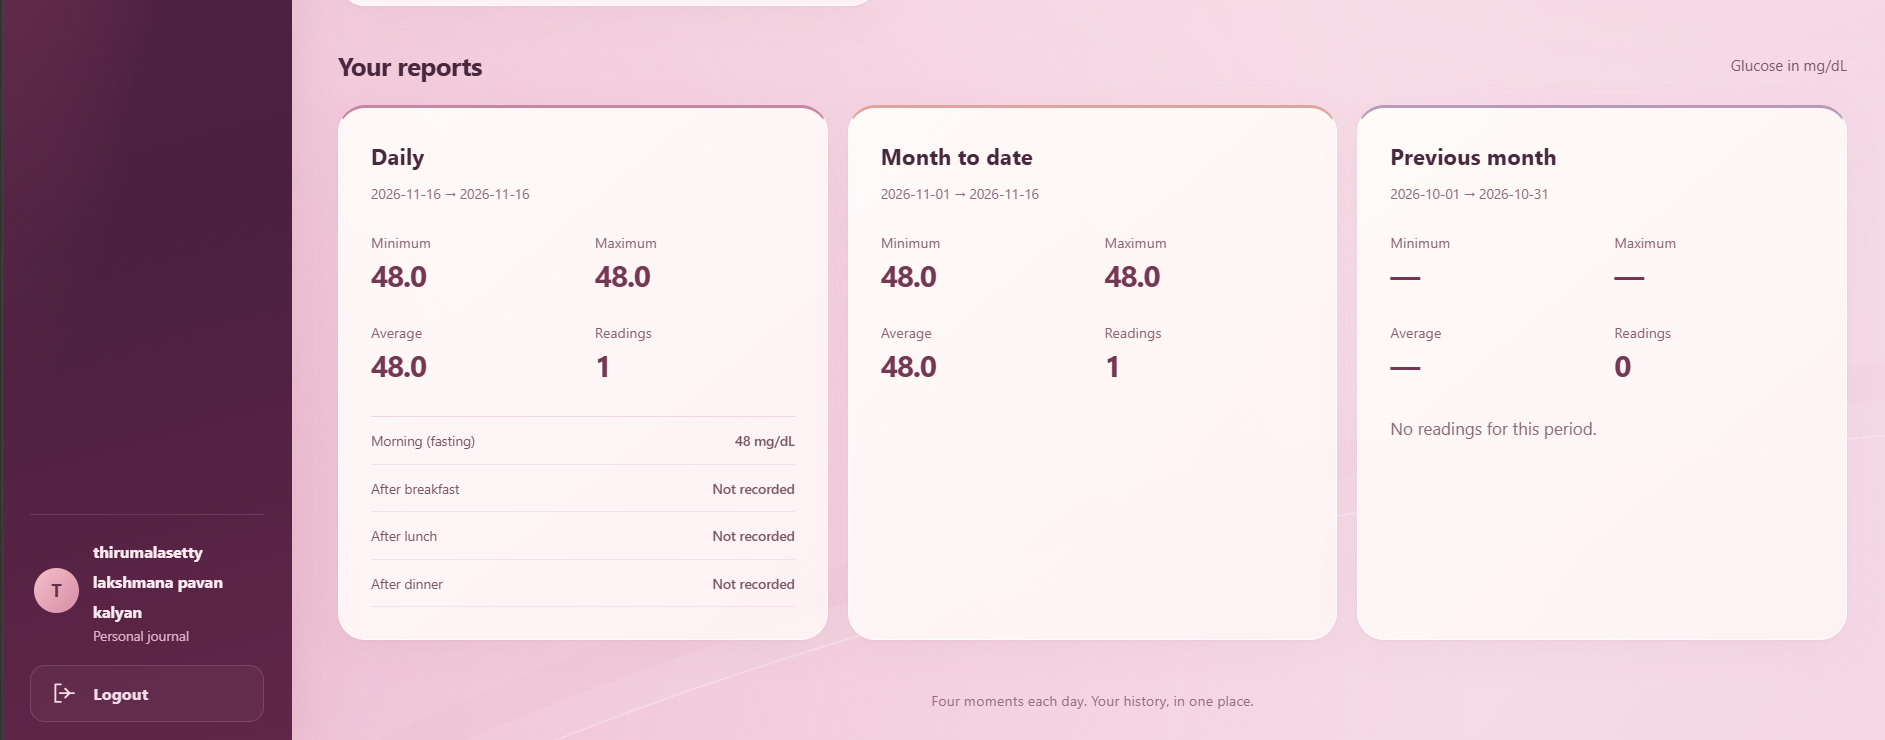 Your reports
Glucose in mg/dL
Daily
2026-11-16 → 2026-11-16
Minimum
48.0
Maximum
48.0
Average
48.0
Readings
1
Morning (fasting)
48 mg/dL
After breakfast
Not recorded
After lunch
Not recorded
After dinner
Not recorded
Month to date
2026-11-01 → 2026-11-16
Minimum
48.0
Maximum
48.0
Average
48.0
Readings
1
Previous month
2026-10-01 → 2026-10-31
Minimum
—
Maximum
—
Average
—
Readings
0
No readings for this period.
T
thirumalasetty
lakshmana pavan
kalyan
Personal journal
Logout
Four moments each day. Your history, in one place.